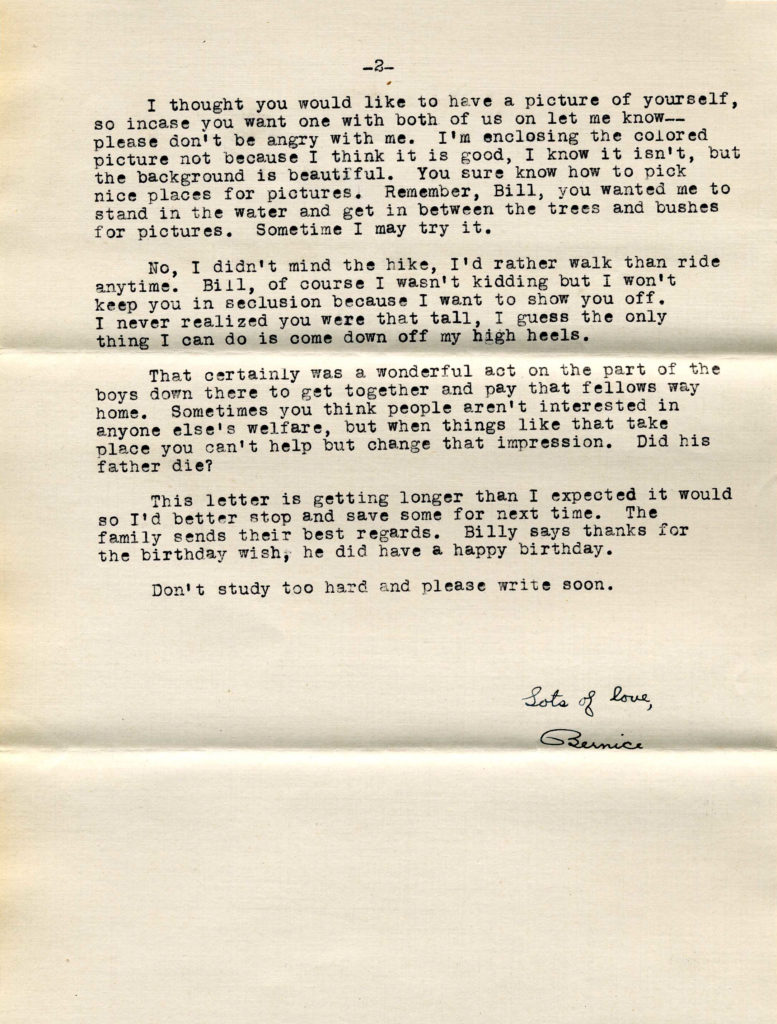 -2-
I thought you would like to have a picture of yourself,
so incase you want one with both of us on let me know--
please don't be angry with me.  I'm enclosing the colored
picture not because I think it is good, I know it isn't, but
the background is beautiful.  You sure know how to pick
nice places for pictures.  Remember, Bill, you wanted me to
stand in the water and get in between the trees and bushes
for pictures.  Sometime I may try it.
No, I didn't mind the hike, I'd rather walk than ride
anytime.  Bill, of course I wasn't kidding but I won't
keep you in seclusion because I want to show you off.
I never realized you were that tall, I guess the only
thing I can do is come down off my high heels.
That certainly was a wonderful act on the part of the
boys down there to get together and pay that fellows way
home.  Sometimes you think people aren't interested in
anyone else's welfare, but when things like that take
place you can't help but change that impression.  Did his
father die?
This letter is getting longer than I expected it would
so I'd better stop and save some for next time.  The
family sends their best regards.  Billy says thanks for
the birthday wish, he did have a happy birthday.
Don't study too hard and please write soon.
Lots of love,
Bernice